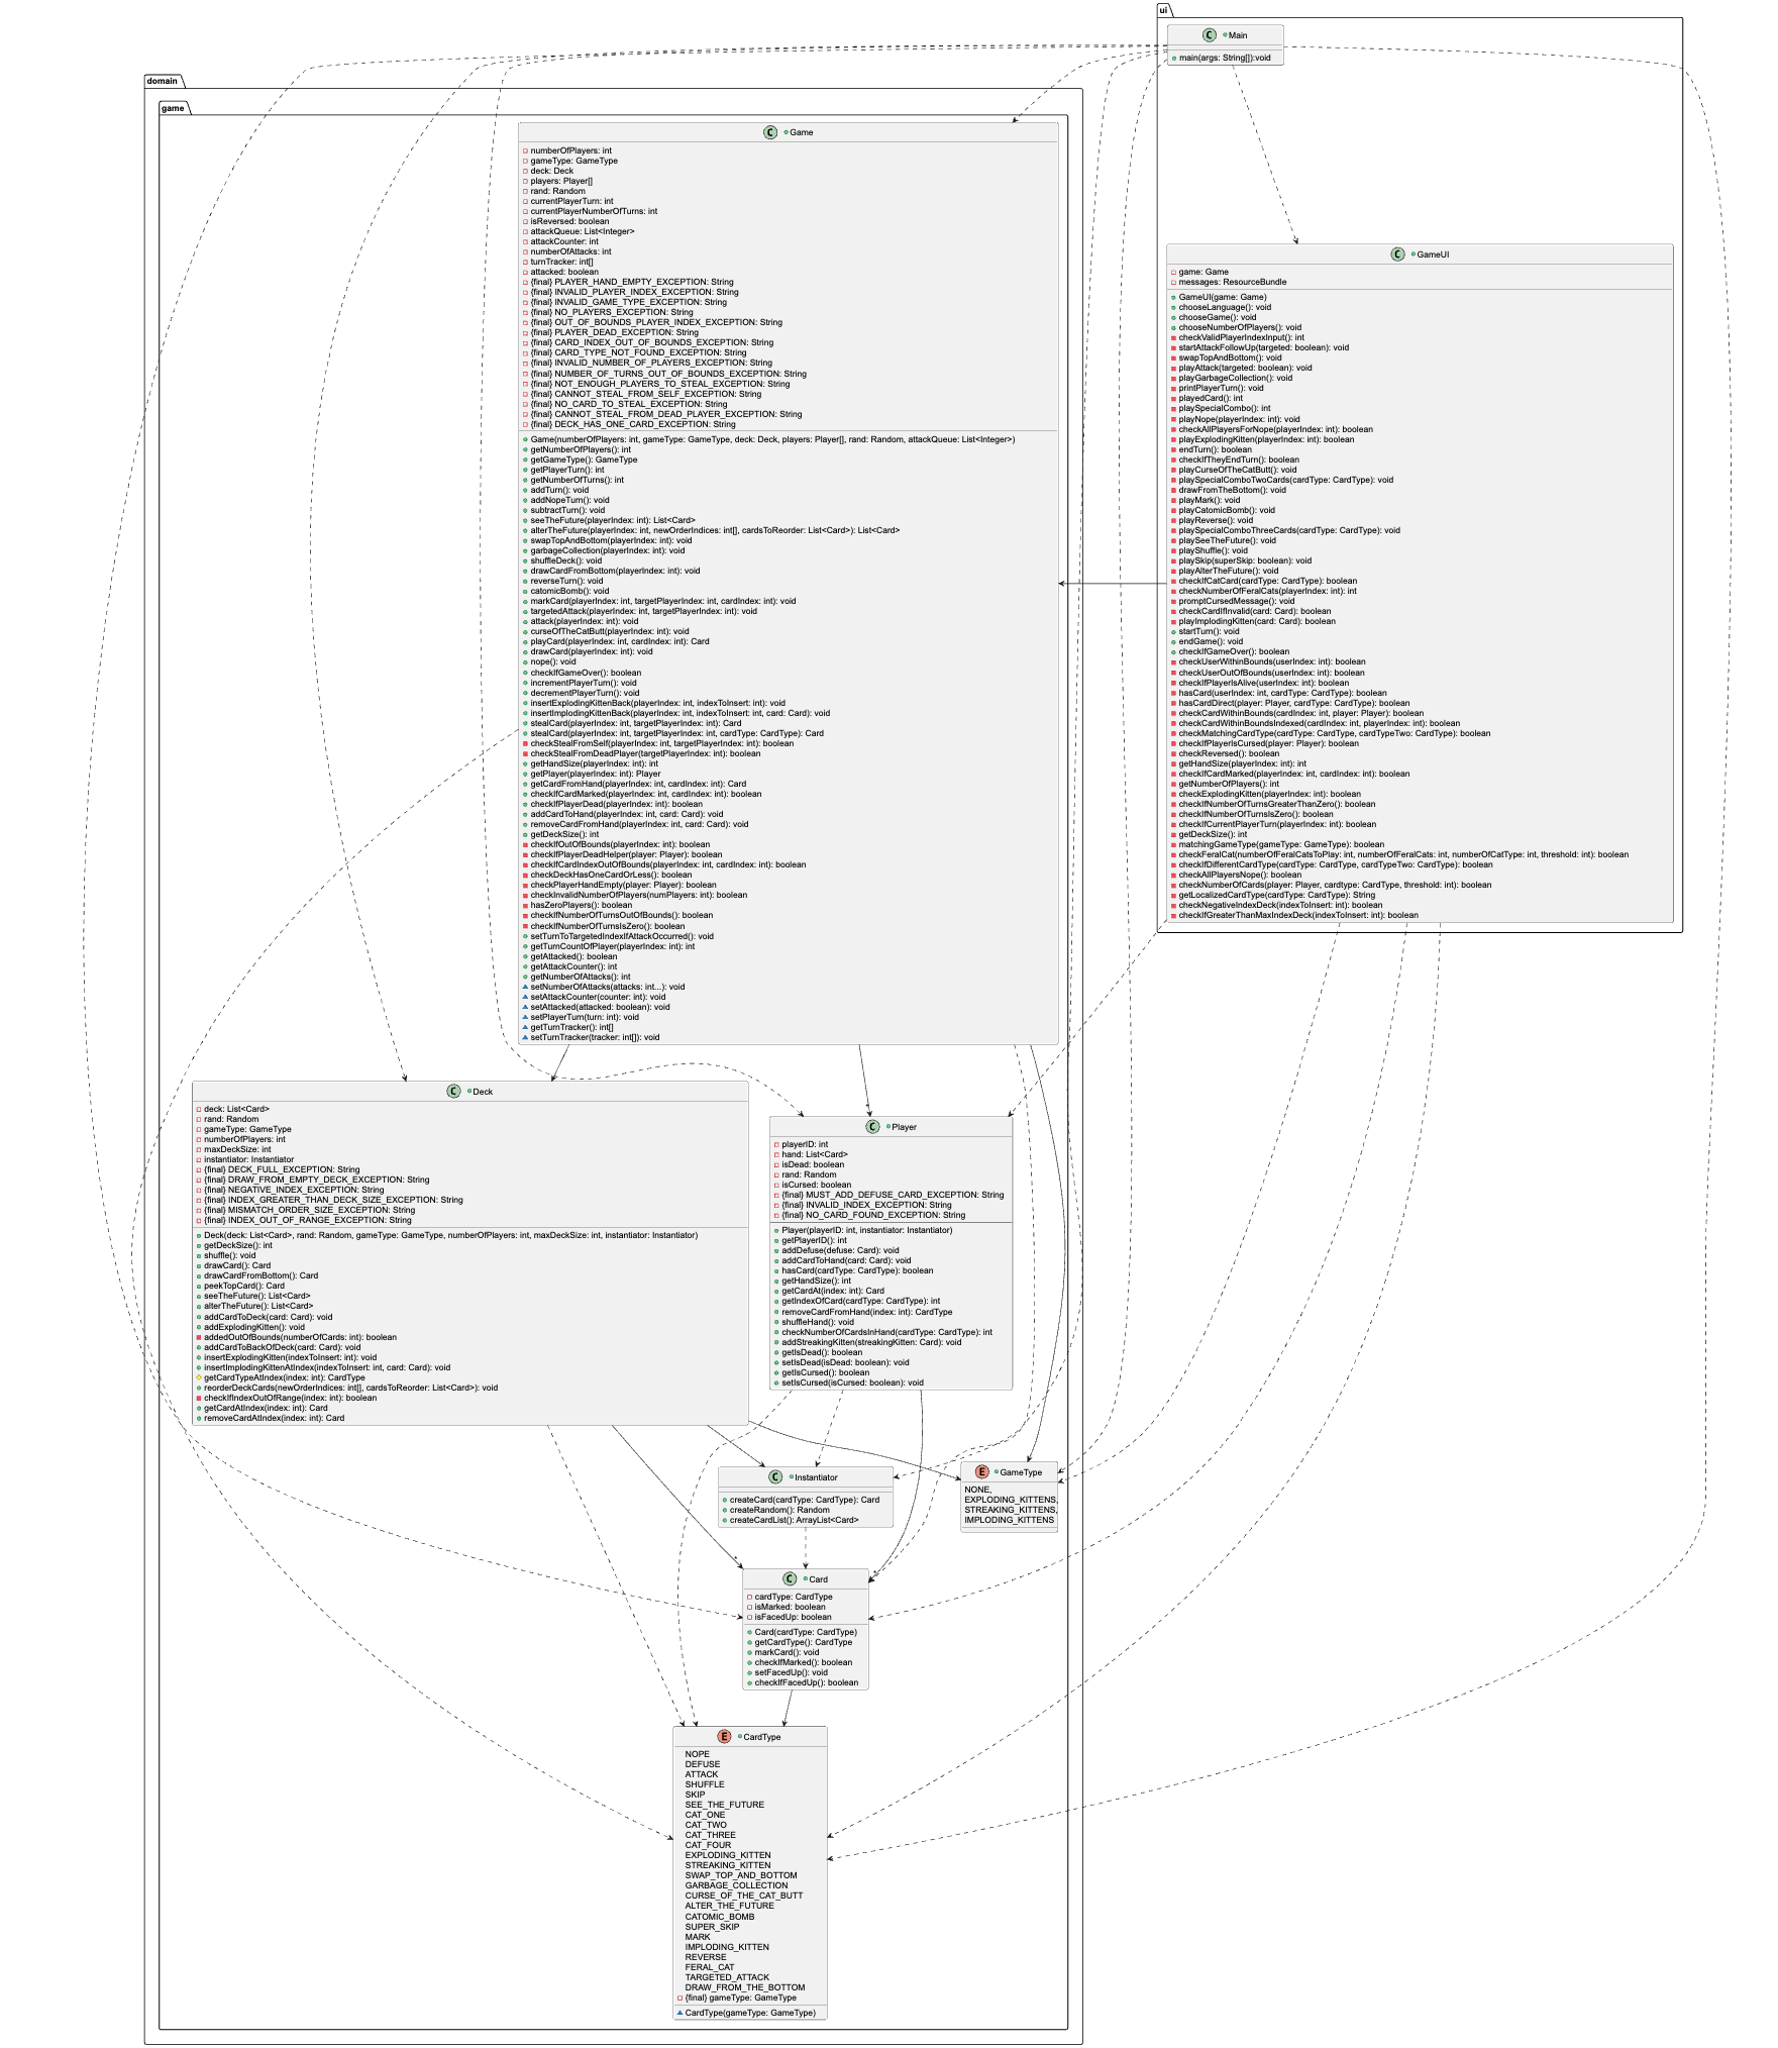 ui
Main
main(args: String[]):void
domain
game
Game
numberOfPlayers: int
gameType: GameType
deck: Deck
players: Player[]
rand: Random
currentPlayerTurn: int
currentPlayerNumberOfTurns: int
isReversed: boolean
attackQueue: List<Integer>
attackCounter: int
numberOfAttacks: int
turnTracker: int[]
attacked: boolean
{final} PLAYER_HAND_EMPTY_EXCEPTION: String
{final} INVALID_PLAYER_INDEX_EXCEPTION: String
{final} INVALID_GAME_TYPE_EXCEPTION: String
{final} NO_PLAYERS_EXCEPTION: String
{final} OUT_OF_BOUNDS_PLAYER_INDEX_EXCEPTION: String
{final} PLAYER_DEAD_EXCEPTION: String
{final} CARD_INDEX_OUT_OF_BOUNDS_EXCEPTION: String
{final} CARD_TYPE_NOT_FOUND_EXCEPTION: String
{final} INVALID_NUMBER_OF_PLAYERS_EXCEPTION: String
{final} NUMBER_OF_TURNS_OUT_OF_BOUNDS_EXCEPTION: String
{final} NOT_ENOUGH_PLAYERS_TO_STEAL_EXCEPTION: String
{final} CANNOT_STEAL_FROM_SELF_EXCEPTION: String
{final} NO_CARD_TO_STEAL_EXCEPTION: String
{final} CANNOT_STEAL_FROM_DEAD_PLAYER_EXCEPTION: String
{final} DECK_HAS_ONE_CARD_EXCEPTION: String
Game(numberOfPlayers: int, gameType: GameType, deck: Deck, players: Player[], rand: Random, attackQueue: List<Integer>)
getNumberOfPlayers(): int
getGameType(): GameType
getPlayerTurn(): int
getNumberOfTurns(): int
addTurn(): void
addNopeTurn(): void
subtractTurn(): void
seeTheFuture(playerIndex: int): List<Card>
alterTheFuture(playerIndex: int, newOrderIndices: int[], cardsToReorder: List<Card>): List<Card>
swapTopAndBottom(playerIndex: int): void
garbageCollection(playerIndex: int): void
shuffleDeck(): void
drawCardFromBottom(playerIndex: int): void
reverseTurn(): void
catomicBomb(): void
markCard(playerIndex: int, targetPlayerIndex: int, cardIndex: int): void
targetedAttack(playerIndex: int, targetPlayerIndex: int): void
attack(playerIndex: int): void
curseOfTheCatButt(playerIndex: int): void
playCard(playerIndex: int, cardIndex: int): Card
drawCard(playerIndex: int): void
nope(): void
checkIfGameOver(): boolean
incrementPlayerTurn(): void
decrementPlayerTurn(): void
insertExplodingKittenBack(playerIndex: int, indexToInsert: int): void
insertImplodingKittenBack(playerIndex: int, indexToInsert: int, card: Card): void
stealCard(playerIndex: int, targetPlayerIndex: int): Card
stealCard(playerIndex: int, targetPlayerIndex: int, cardType: CardType): Card
checkStealFromSelf(playerIndex: int, targetPlayerIndex: int): boolean
checkStealFromDeadPlayer(targetPlayerIndex: int): boolean
getHandSize(playerIndex: int): int
getPlayer(playerIndex: int): Player
getCardFromHand(playerIndex: int, cardIndex: int): Card
checkIfCardMarked(playerIndex: int, cardIndex: int): boolean
checkIfPlayerDead(playerIndex: int): boolean
addCardToHand(playerIndex: int, card: Card): void
removeCardFromHand(playerIndex: int, card: Card): void
getDeckSize(): int
checkIfOutOfBounds(playerIndex: int): boolean
checkIfPlayerDeadHelper(player: Player): boolean
checkIfCardIndexOutOfBounds(playerIndex: int, cardIndex: int): boolean
checkDeckHasOneCardOrLess(): boolean
checkPlayerHandEmpty(player: Player): boolean
checkInvalidNumberOfPlayers(numPlayers: int): boolean
hasZeroPlayers(): boolean
checkIfNumberOfTurnsOutOfBounds(): boolean
checkIfNumberOfTurnsIsZero(): boolean
setTurnToTargetedIndexIfAttackOccurred(): void
getTurnCountOfPlayer(playerIndex: int): int
getAttacked(): boolean
getAttackCounter(): int
getNumberOfAttacks(): int
setNumberOfAttacks(attacks: int...): void
setAttackCounter(counter: int): void
setAttacked(attacked: boolean): void
setPlayerTurn(turn: int): void
getTurnTracker(): int[]
setTurnTracker(tracker: int[]): void
GameUI
game: Game
messages: ResourceBundle
GameUI(game: Game)
chooseLanguage(): void
chooseGame(): void
chooseNumberOfPlayers(): void
checkValidPlayerIndexInput(): int
startAttackFollowUp(targeted: boolean): void
swapTopAndBottom(): void
playAttack(targeted: boolean): void
playGarbageCollection(): void
printPlayerTurn(): void
playedCard(): int
playSpecialCombo(): int
playNope(playerIndex: int): void
checkAllPlayersForNope(playerIndex: int): boolean
playExplodingKitten(playerIndex: int): boolean
endTurn(): boolean
checkIfTheyEndTurn(): boolean
playCurseOfTheCatButt(): void
playSpecialComboTwoCards(cardType: CardType): void
drawFromTheBottom(): void
playMark(): void
playCatomicBomb(): void
playReverse(): void
playSpecialComboThreeCards(cardType: CardType): void
playSeeTheFuture(): void
playShuffle(): void
playSkip(superSkip: boolean): void
playAlterTheFuture(): void
checkIfCatCard(cardType: CardType): boolean
checkNumberOfFeralCats(playerIndex: int): int
promptCursedMessage(): void
checkCardIfInvalid(card: Card): boolean
playImplodingKitten(card: Card): boolean
startTurn(): void
endGame(): void
checkIfGameOver(): boolean
checkUserWithinBounds(userIndex: int): boolean
checkUserOutOfBounds(userIndex: int): boolean
checkIfPlayerIsAlive(userIndex: int): boolean
hasCard(userIndex: int, cardType: CardType): boolean
hasCardDirect(player: Player, cardType: CardType): boolean
checkCardWithinBounds(cardIndex: int, player: Player): boolean
checkCardWithinBoundsIndexed(cardIndex: int, playerIndex: int): boolean
checkMatchingCardType(cardType: CardType, cardTypeTwo: CardType): boolean
checkIfPlayerIsCursed(player: Player): boolean
checkReversed(): boolean
getHandSize(playerIndex: int): int
checkIfCardMarked(playerIndex: int, cardIndex: int): boolean
getNumberOfPlayers(): int
checkExplodingKitten(playerIndex: int): boolean
checkIfNumberOfTurnsGreaterThanZero(): boolean
checkIfNumberOfTurnsIsZero(): boolean
checkIfCurrentPlayerTurn(playerIndex: int): boolean
getDeckSize(): int
matchingGameType(gameType: GameType): boolean
checkFeralCat(numberOfFeralCatsToPlay: int, numberOfFeralCats: int, numberOfCatType: int, threshold: int): boolean
checkIfDifferentCardType(cardType: CardType, cardTypeTwo: CardType): boolean
checkAllPlayersNope(): boolean
checkNumberOfCards(player: Player, cardtype: CardType, threshold: int): boolean
getLocalizedCardType(cardType: CardType): String
checkNegativeIndexDeck(indexToInsert: int): boolean
checkIfGreaterThanMaxIndexDeck(indexToInsert: int): boolean
Deck
deck: List<Card>
rand: Random
gameType: GameType
numberOfPlayers: int
maxDeckSize: int
instantiator: Instantiator
{final} DECK_FULL_EXCEPTION: String
{final} DRAW_FROM_EMPTY_DECK_EXCEPTION: String
{final} NEGATIVE_INDEX_EXCEPTION: String
{final} INDEX_GREATER_THAN_DECK_SIZE_EXCEPTION: String
{final} MISMATCH_ORDER_SIZE_EXCEPTION: String
{final} INDEX_OUT_OF_RANGE_EXCEPTION: String
Deck(deck: List<Card>, rand: Random, gameType: GameType, numberOfPlayers: int, maxDeckSize: int, instantiator: Instantiator)
getDeckSize(): int
shuffle(): void
drawCard(): Card
drawCardFromBottom(): Card
peekTopCard(): Card
seeTheFuture(): List<Card>
alterTheFuture(): List<Card>
addCardToDeck(card: Card): void
addExplodingKitten(): void
addedOutOfBounds(numberOfCards: int): boolean
addCardToBackOfDeck(card: Card): void
insertExplodingKitten(indexToInsert: int): void
insertImplodingKittenAtIndex(indexToInsert: int, card: Card): void
getCardTypeAtIndex(index: int): CardType
reorderDeckCards(newOrderIndices: int[], cardsToReorder: List<Card>): void
checkIfIndexOutOfRange(index: int): boolean
getCardAtIndex(index: int): Card
removeCardAtIndex(index: int): Card
Player
playerID: int
hand: List<Card>
isDead: boolean
rand: Random
isCursed: boolean
{final} MUST_ADD_DEFUSE_CARD_EXCEPTION: String
{final} INVALID_INDEX_EXCEPTION: String
{final} NO_CARD_FOUND_EXCEPTION: String
Player(playerID: int, instantiator: Instantiator)
getPlayerID(): int
addDefuse(defuse: Card): void
addCardToHand(card: Card): void
hasCard(cardType: CardType): boolean
getHandSize(): int
getCardAt(index: int): Card
getIndexOfCard(cardType: CardType): int
removeCardFromHand(index: int): CardType
shuffleHand(): void
checkNumberOfCardsInHand(cardType: CardType): int
addStreakingKitten(streakingKitten: Card): void
getIsDead(): boolean
setIsDead(isDead: boolean): void
getIsCursed(): boolean
setIsCursed(isCursed: boolean): void
Instantiator
createCard(cardType: CardType): Card
createRandom(): Random
createCardList(): ArrayList<Card>
GameType
NONE,
EXPLODING_KITTENS,
STREAKING_KITTENS,
IMPLODING_KITTENS
Card
cardType: CardType
isMarked: boolean
isFacedUp: boolean
Card(cardType: CardType)
getCardType(): CardType
markCard(): void
checkIfMarked(): boolean
setFacedUp(): void
checkIfFacedUp(): boolean
CardType
NOPE
DEFUSE
ATTACK
SHUFFLE
SKIP
SEE_THE_FUTURE
CAT_ONE
CAT_TWO
CAT_THREE
CAT_FOUR
EXPLODING_KITTEN
STREAKING_KITTEN
SWAP_TOP_AND_BOTTOM
GARBAGE_COLLECTION
CURSE_OF_THE_CAT_BUTT
ALTER_THE_FUTURE
CATOMIC_BOMB
SUPER_SKIP
MARK
IMPLODING_KITTEN
REVERSE
FERAL_CAT
TARGETED_ATTACK
DRAW_FROM_THE_BOTTOM
{final} gameType: GameType
CardType(gameType: GameType)